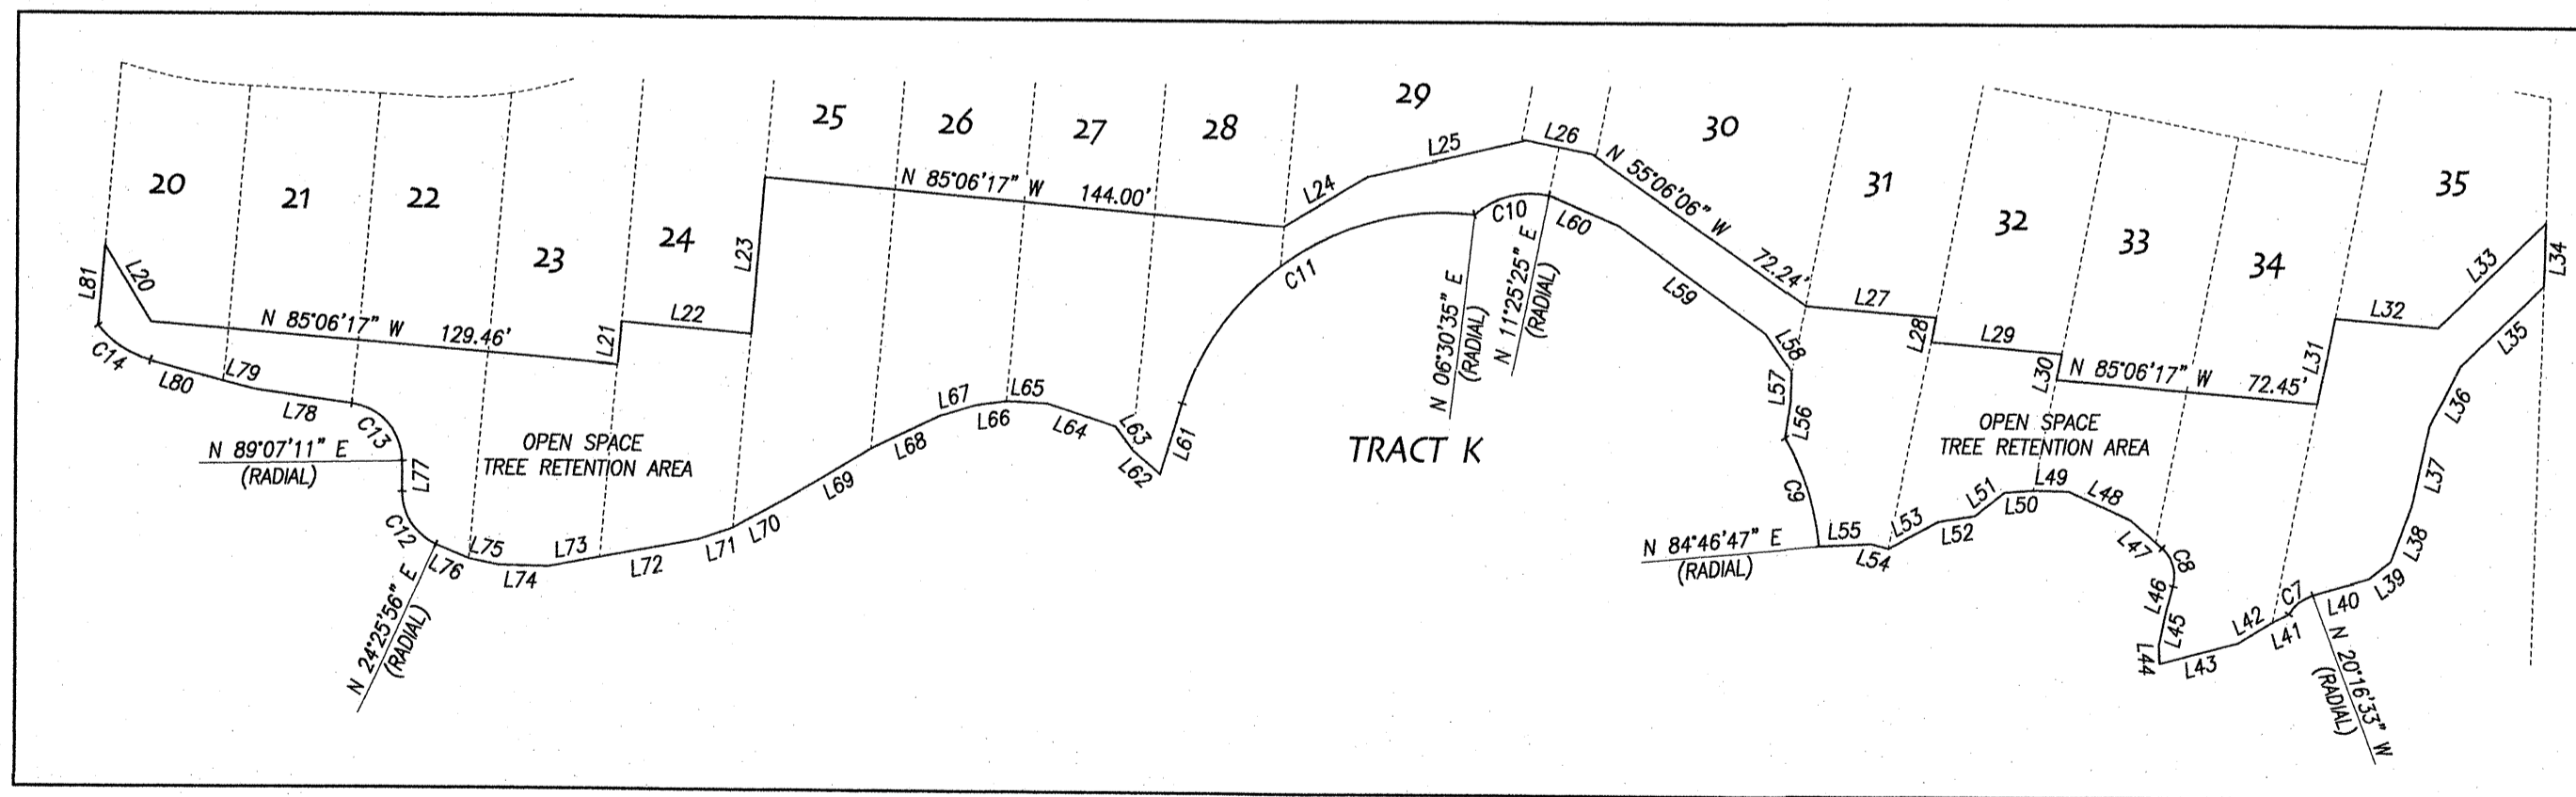 20
21
22
23
24
25
26
27
28
29
30
31
32
33
34
35
L81
L20
N 85°06'17" W 129.46'
L21
L22
L23
N 85°06'17" W 144.00'
L24
L25
L26
N 55°06'06" W 72.24'
L27
L28
L29
L30
N 85°06'17" W 72.45'
L31
L32
L33
L34
L35
L36
L37
L38
L39
L40
C7
L41
L42
L43
L44
L45
L46
C8
L47
L48
L49
L50
L51
L52
L53
L54
L55
C9
L56
L57
L58
L59
L60
C10
C11
L61
L62
L63
L64
L65
L66
L67
L68
L69
L70
L71
L72
L73
L74
L75
L76
C12
L77
C13
L78
L79
L80
C14
N 89°07'11" E
(RADIAL)
OPEN SPACE
TREE RETENTION AREA
N 24°25'56" E
(RADIAL)
N 06°30'35" E
(RADIAL)
N 11°25'25" E
(RADIAL)
TRACT K
N 84°46'47" E
(RADIAL)
OPEN SPACE
TREE RETENTION AREA
N 20°16'33" W
(RADIAL)